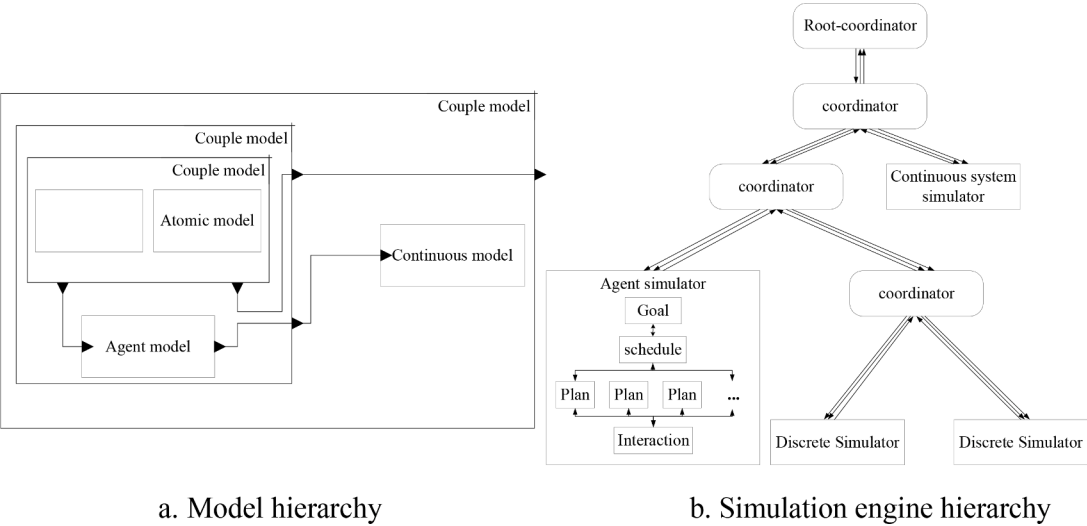 Couple model
Couple model
Couple model
Atomic model
Continuous model
Agent model
a. Model hierarchy
Root-coordinator
coordinator
coordinator
Continuous system
simulator
Agent simulator
Goal
schedule
Plan
Plan
Plan
...
Interaction
coordinator
Discrete Simulator
Discrete Simulator
b. Simulation engine hierarchy